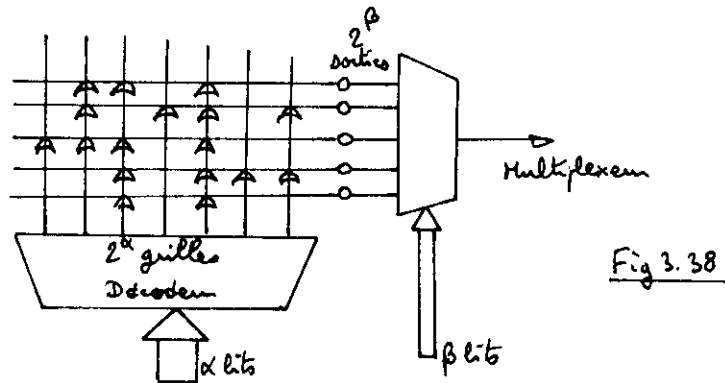 2^β
sorties
Multiplexeur
2^α grilles
Décodeur
Fig 3.38
α bits
β bits